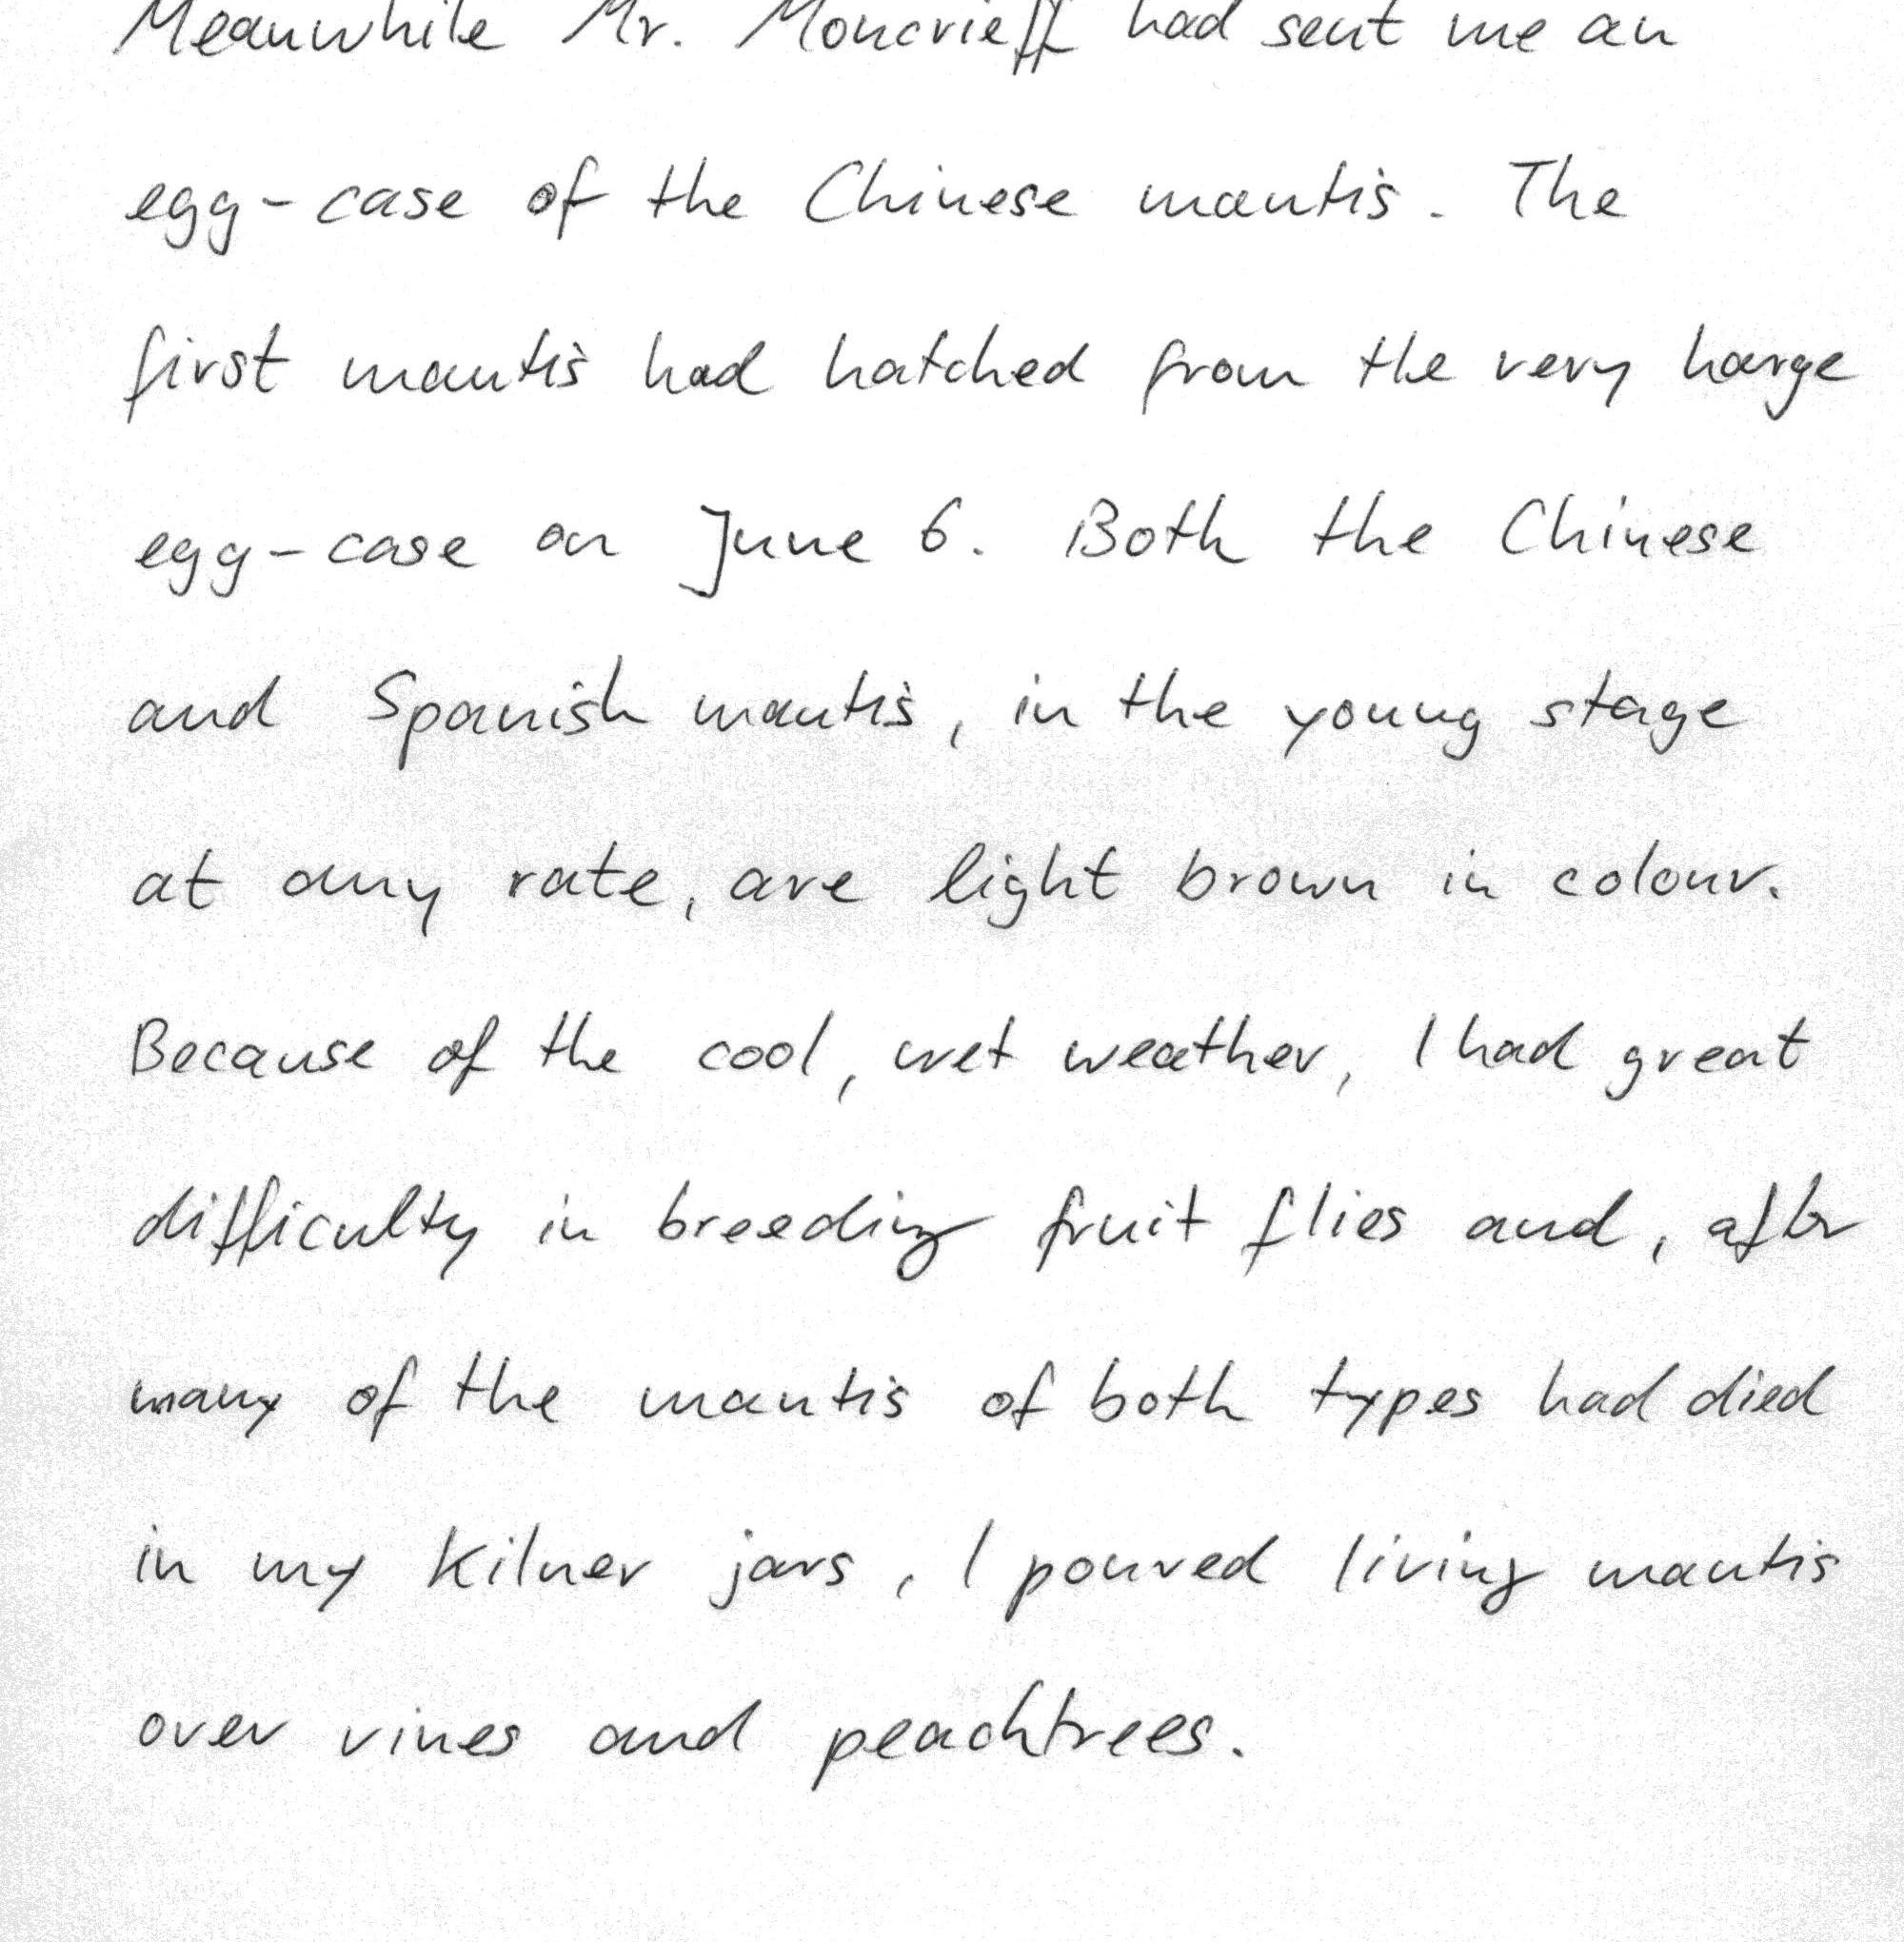 Meanwhile Mr. Moncrieff had sent me an
egg-case of the Chinese mantis. The
first mantis had hatched from the very harge
egg-case on June 6. Both the Chinese
and Spanish mantis, in the young stage
at any rate, are light brown in colour.
Because of the cool, wet weather, I had great
difficulty in breeding fruit flies and, after
many of the mantis of both types had died
in my Kilner jars, I poured living mantis
over vines and peachtrees.